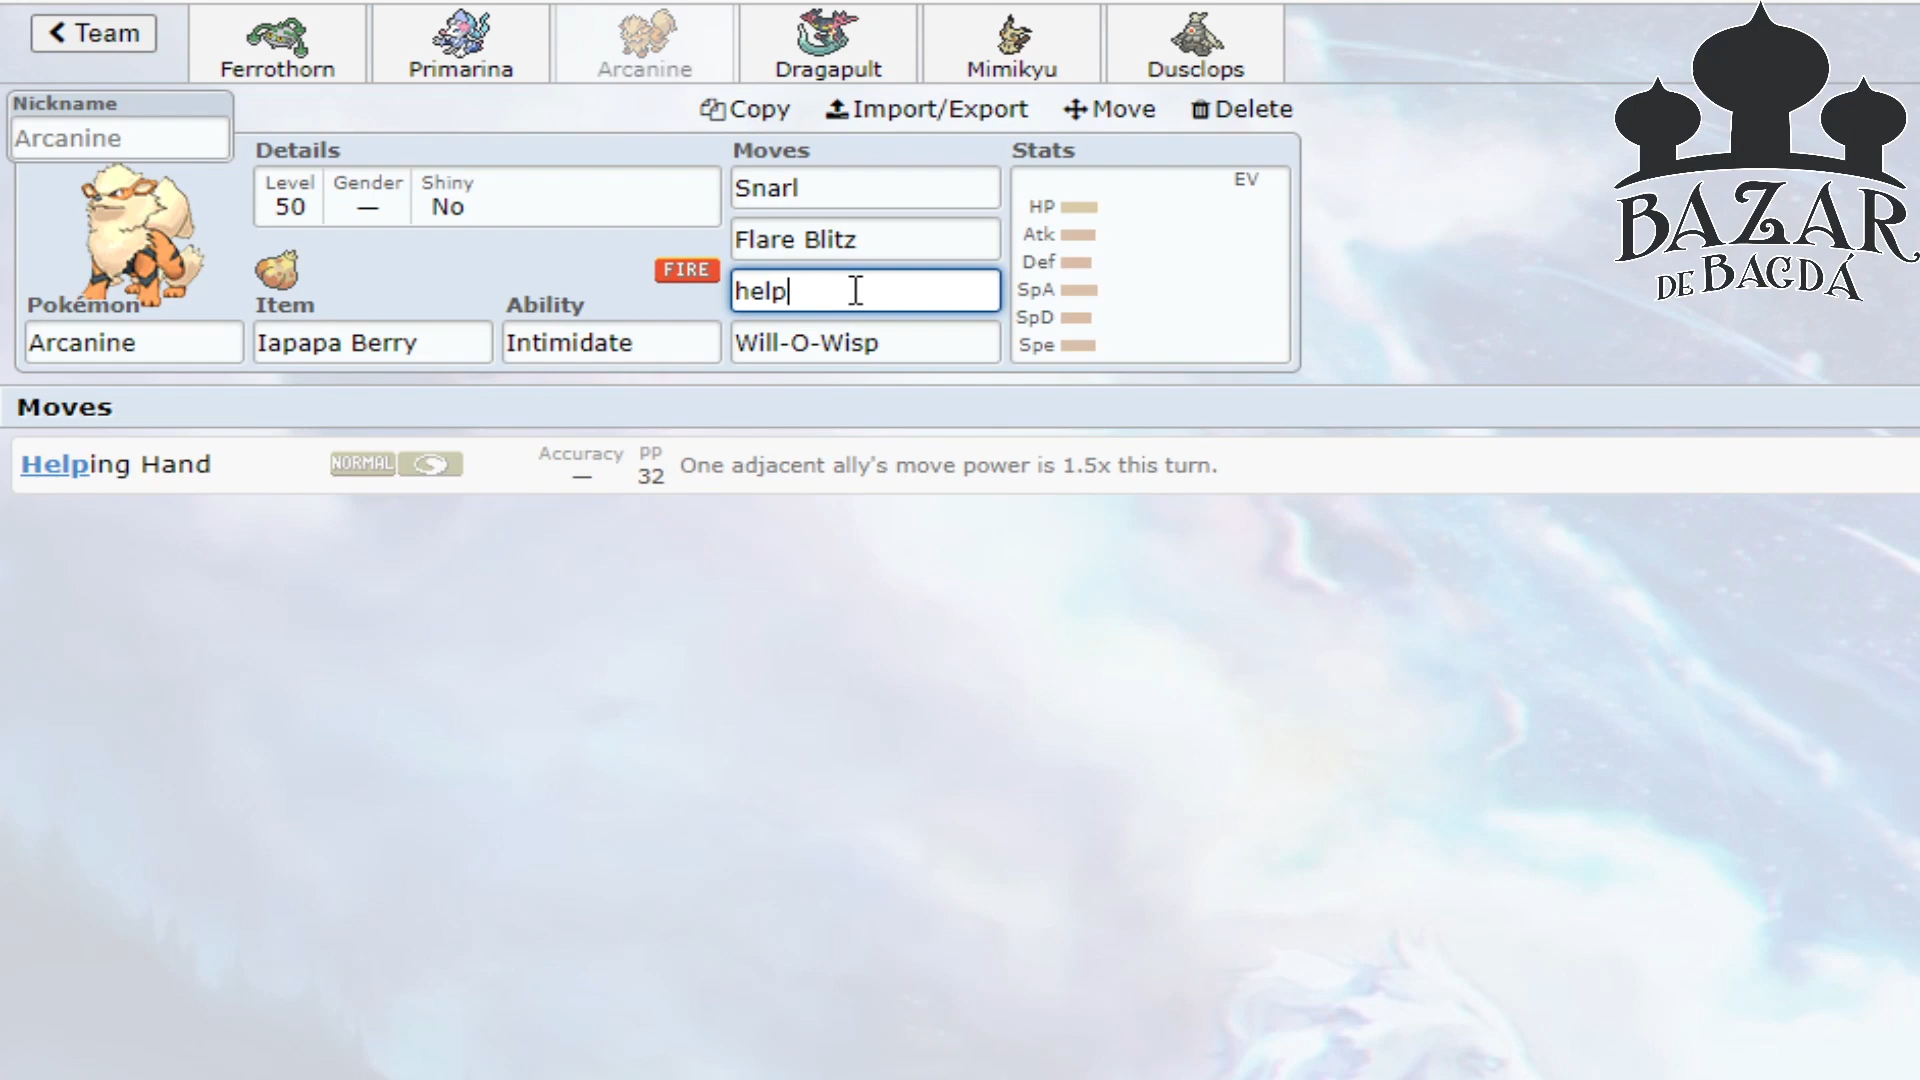 Team
Ferrothorn
Primarina
Arcanine
Dragapult
Mimikyu
Dusclops
Nickname
Arcanine
Copy
Import/Export
Move
Delete
Details
Moves
Stats
Level
50
Gender
—
Shiny
No
Snarl
EV
HP
Flare Blitz
Atk
Def
FIRE
help
SpA
Pokémon
Item
Ability
SpD
Arcanine
Iapapa Berry
Intimidate
Will-O-Wisp
Spe
Moves
Helping Hand
NORMAL
Accuracy
—
PP
32
One adjacent ally's move power is 1.5x this turn.
BAZAR
DE BAGDÁ